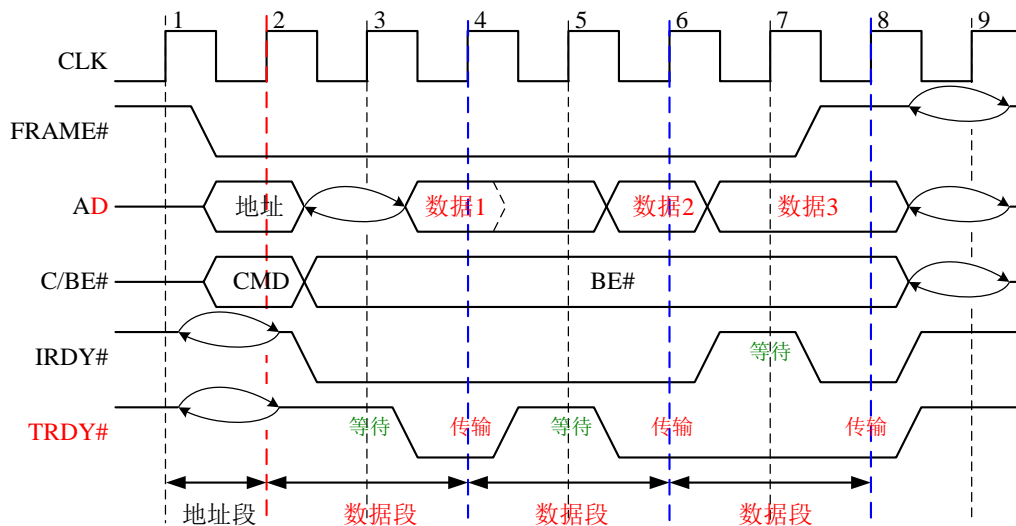 1 2 3 4 5 6 7 8 9
CLK
FRAME#
AD 地址 数据1 数据2 数据3
C/BE# CMD BE#
IRDY# 等待
TRDY# 等待 传输 等待 传输 传输
地址段 数据段 数据段 数据段